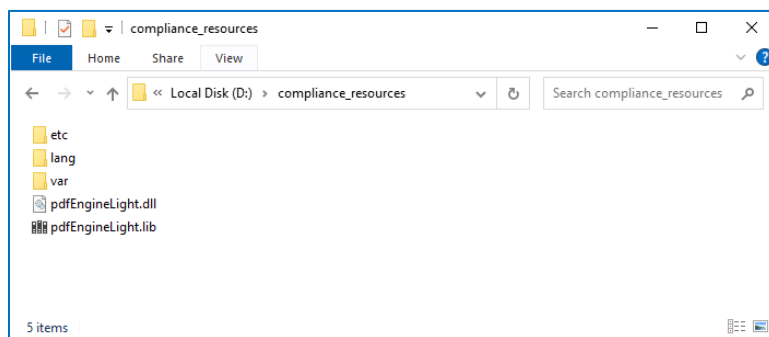 compliance_resources
File Home Share View
« Local Disk (D:) › compliance_resources Search compliance_resources
etc
lang
var
pdfEngineLight.dll
pdfEngineLight.lib
5 items